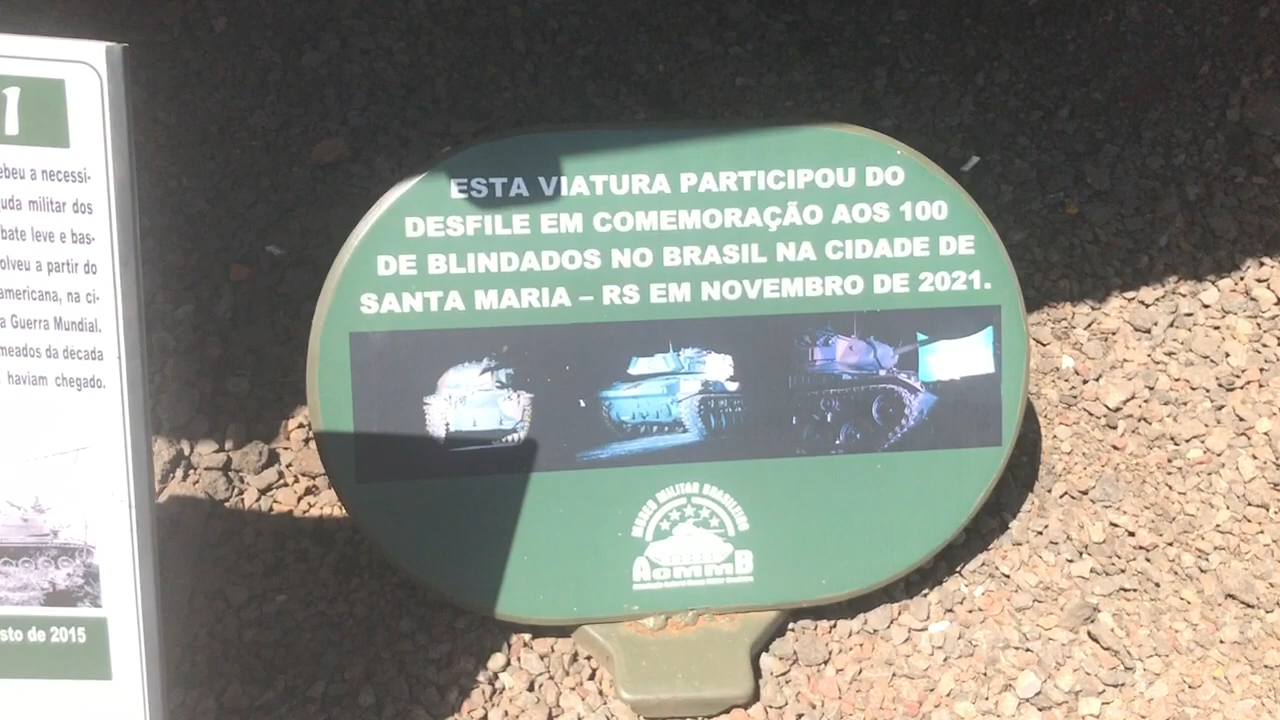 1
ebeu a necessi-
uda militar dos
bate leve e bas-
olveu a partir do
americana, na ci-
a Guerra Mundial.
meados da década
haviam chegado.
sto de 2015
ESTA VIATURA PARTICIPOU DO
DESFILE EM COMEMORAÇÃO AOS 100
DE BLINDADOS NO BRASIL NA CIDADE DE
SANTA MARIA – RS EM NOVEMBRO DE 2021.
MUSEU MILITAR BRASILEIRO
AcMMB